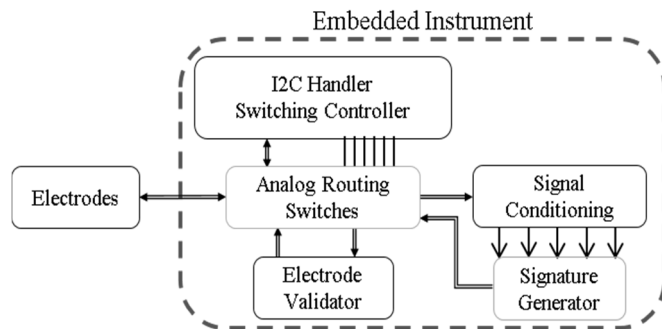 Embedded Instrument
I2C Handler
Switching Controller
Electrodes
Analog Routing
Switches
Signal
Conditioning
Electrode
Validator
Signature
Generator